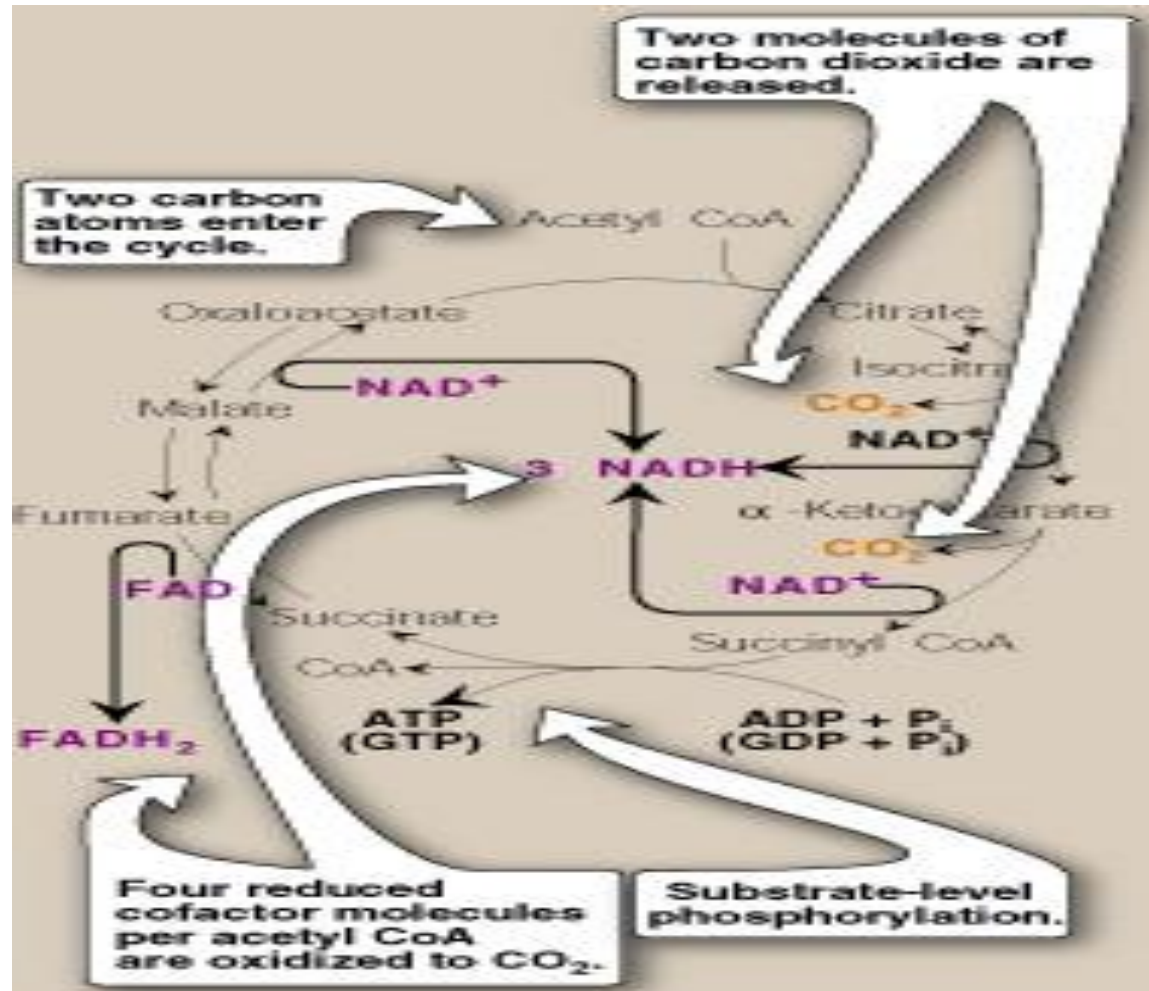 Two molecules of
carbon dioxide are
released.
Two carbon
atoms enter
the cycle.
Acetyl CoA
Oxaloacetate
Citrate
NAD⁺
CO₂
Malate
NAD⁺
3 NADH
Fumarate
CO₂
FAD
NAD⁺
Succinate
Succinyl CoA
CoA
ATP
(GTP)
ADP + Pᵢ
(GDP + Pᵢ)
FADH₂
Four reduced
cofactor molecules
per acetyl CoA
are oxidized to CO₂.
Substrate-level
phosphorylation.